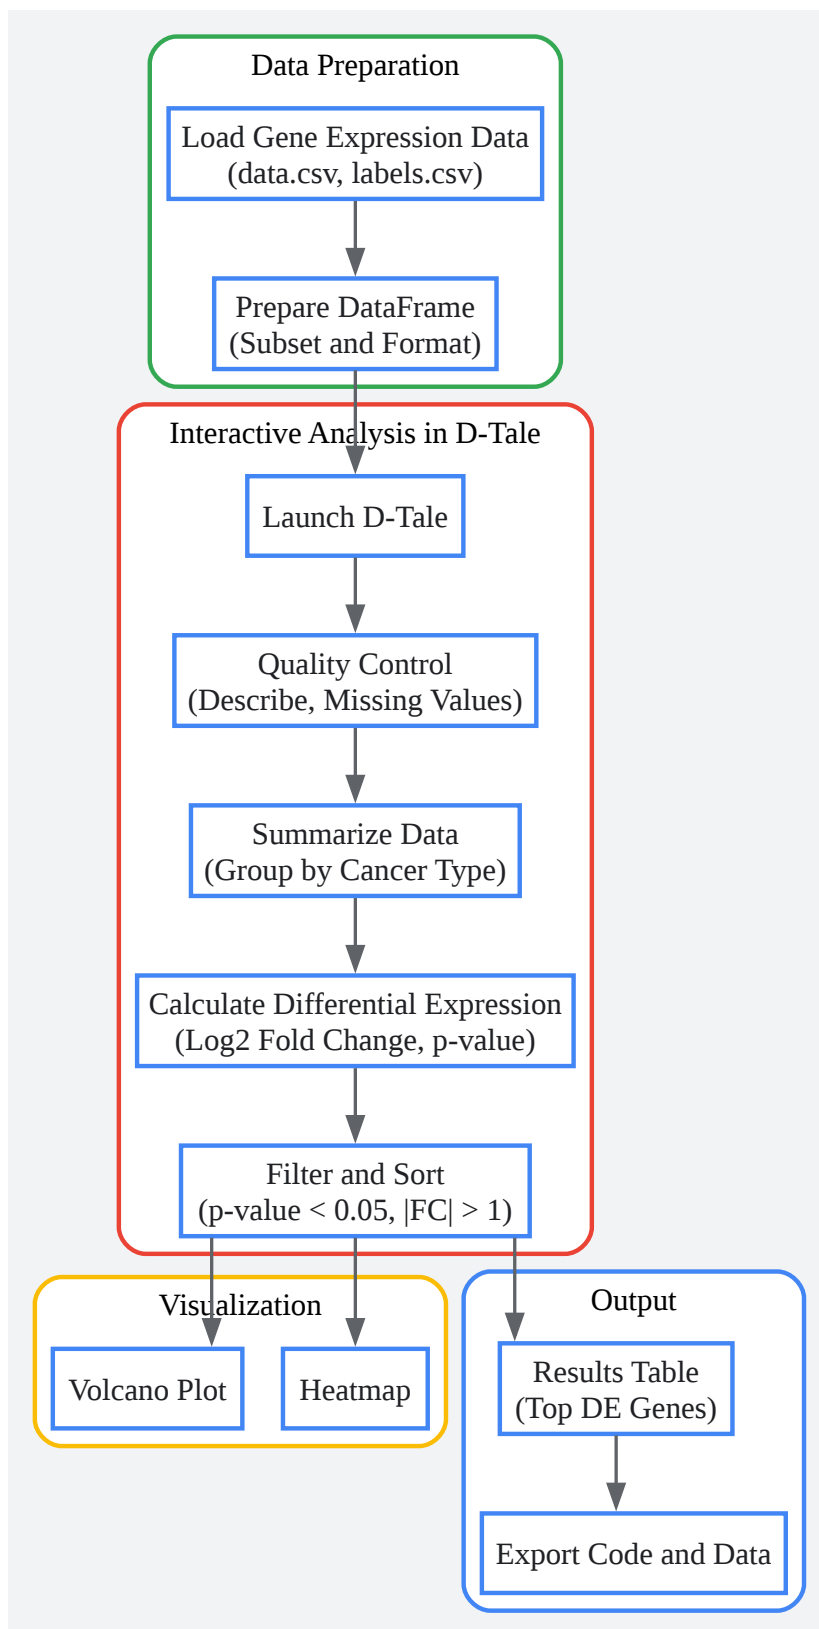 Data Preparation
Load Gene Expression Data
(data.csv, labels.csv)
Prepare DataFrame
(Subset and Format)
Interactive Analysis in D-Tale
Launch D-Tale
Quality Control
(Describe, Missing Values)
Summarize Data
(Group by Cancer Type)
Calculate Differential Expression
(Log2 Fold Change, p-value)
Filter and Sort
(p-value < 0.05, |FC| > 1)
Visualization
Volcano Plot
Heatmap
Output
Results Table
(Top DE Genes)
Export Code and Data